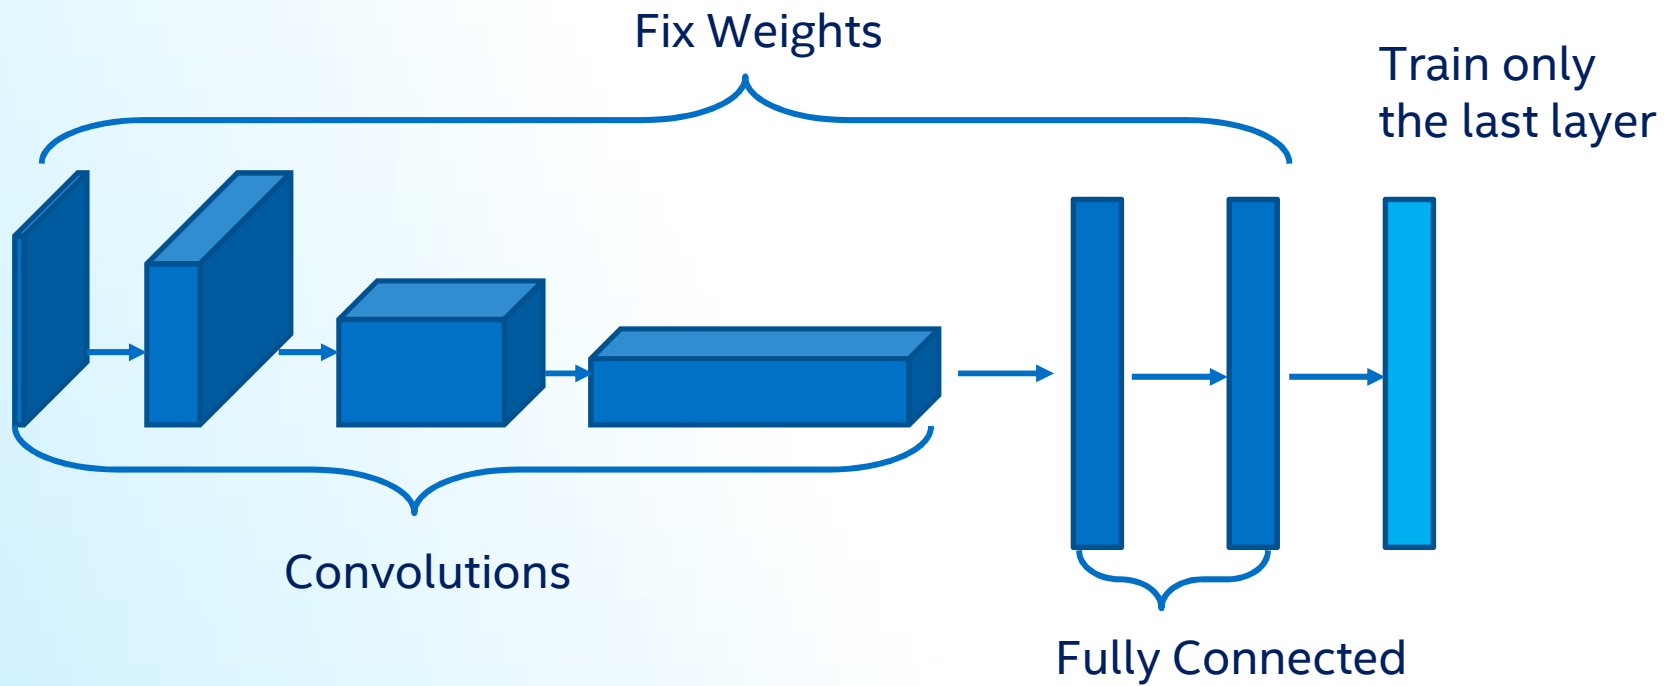 Fix Weights
Train only
the last layer
Convolutions
Fully Connected